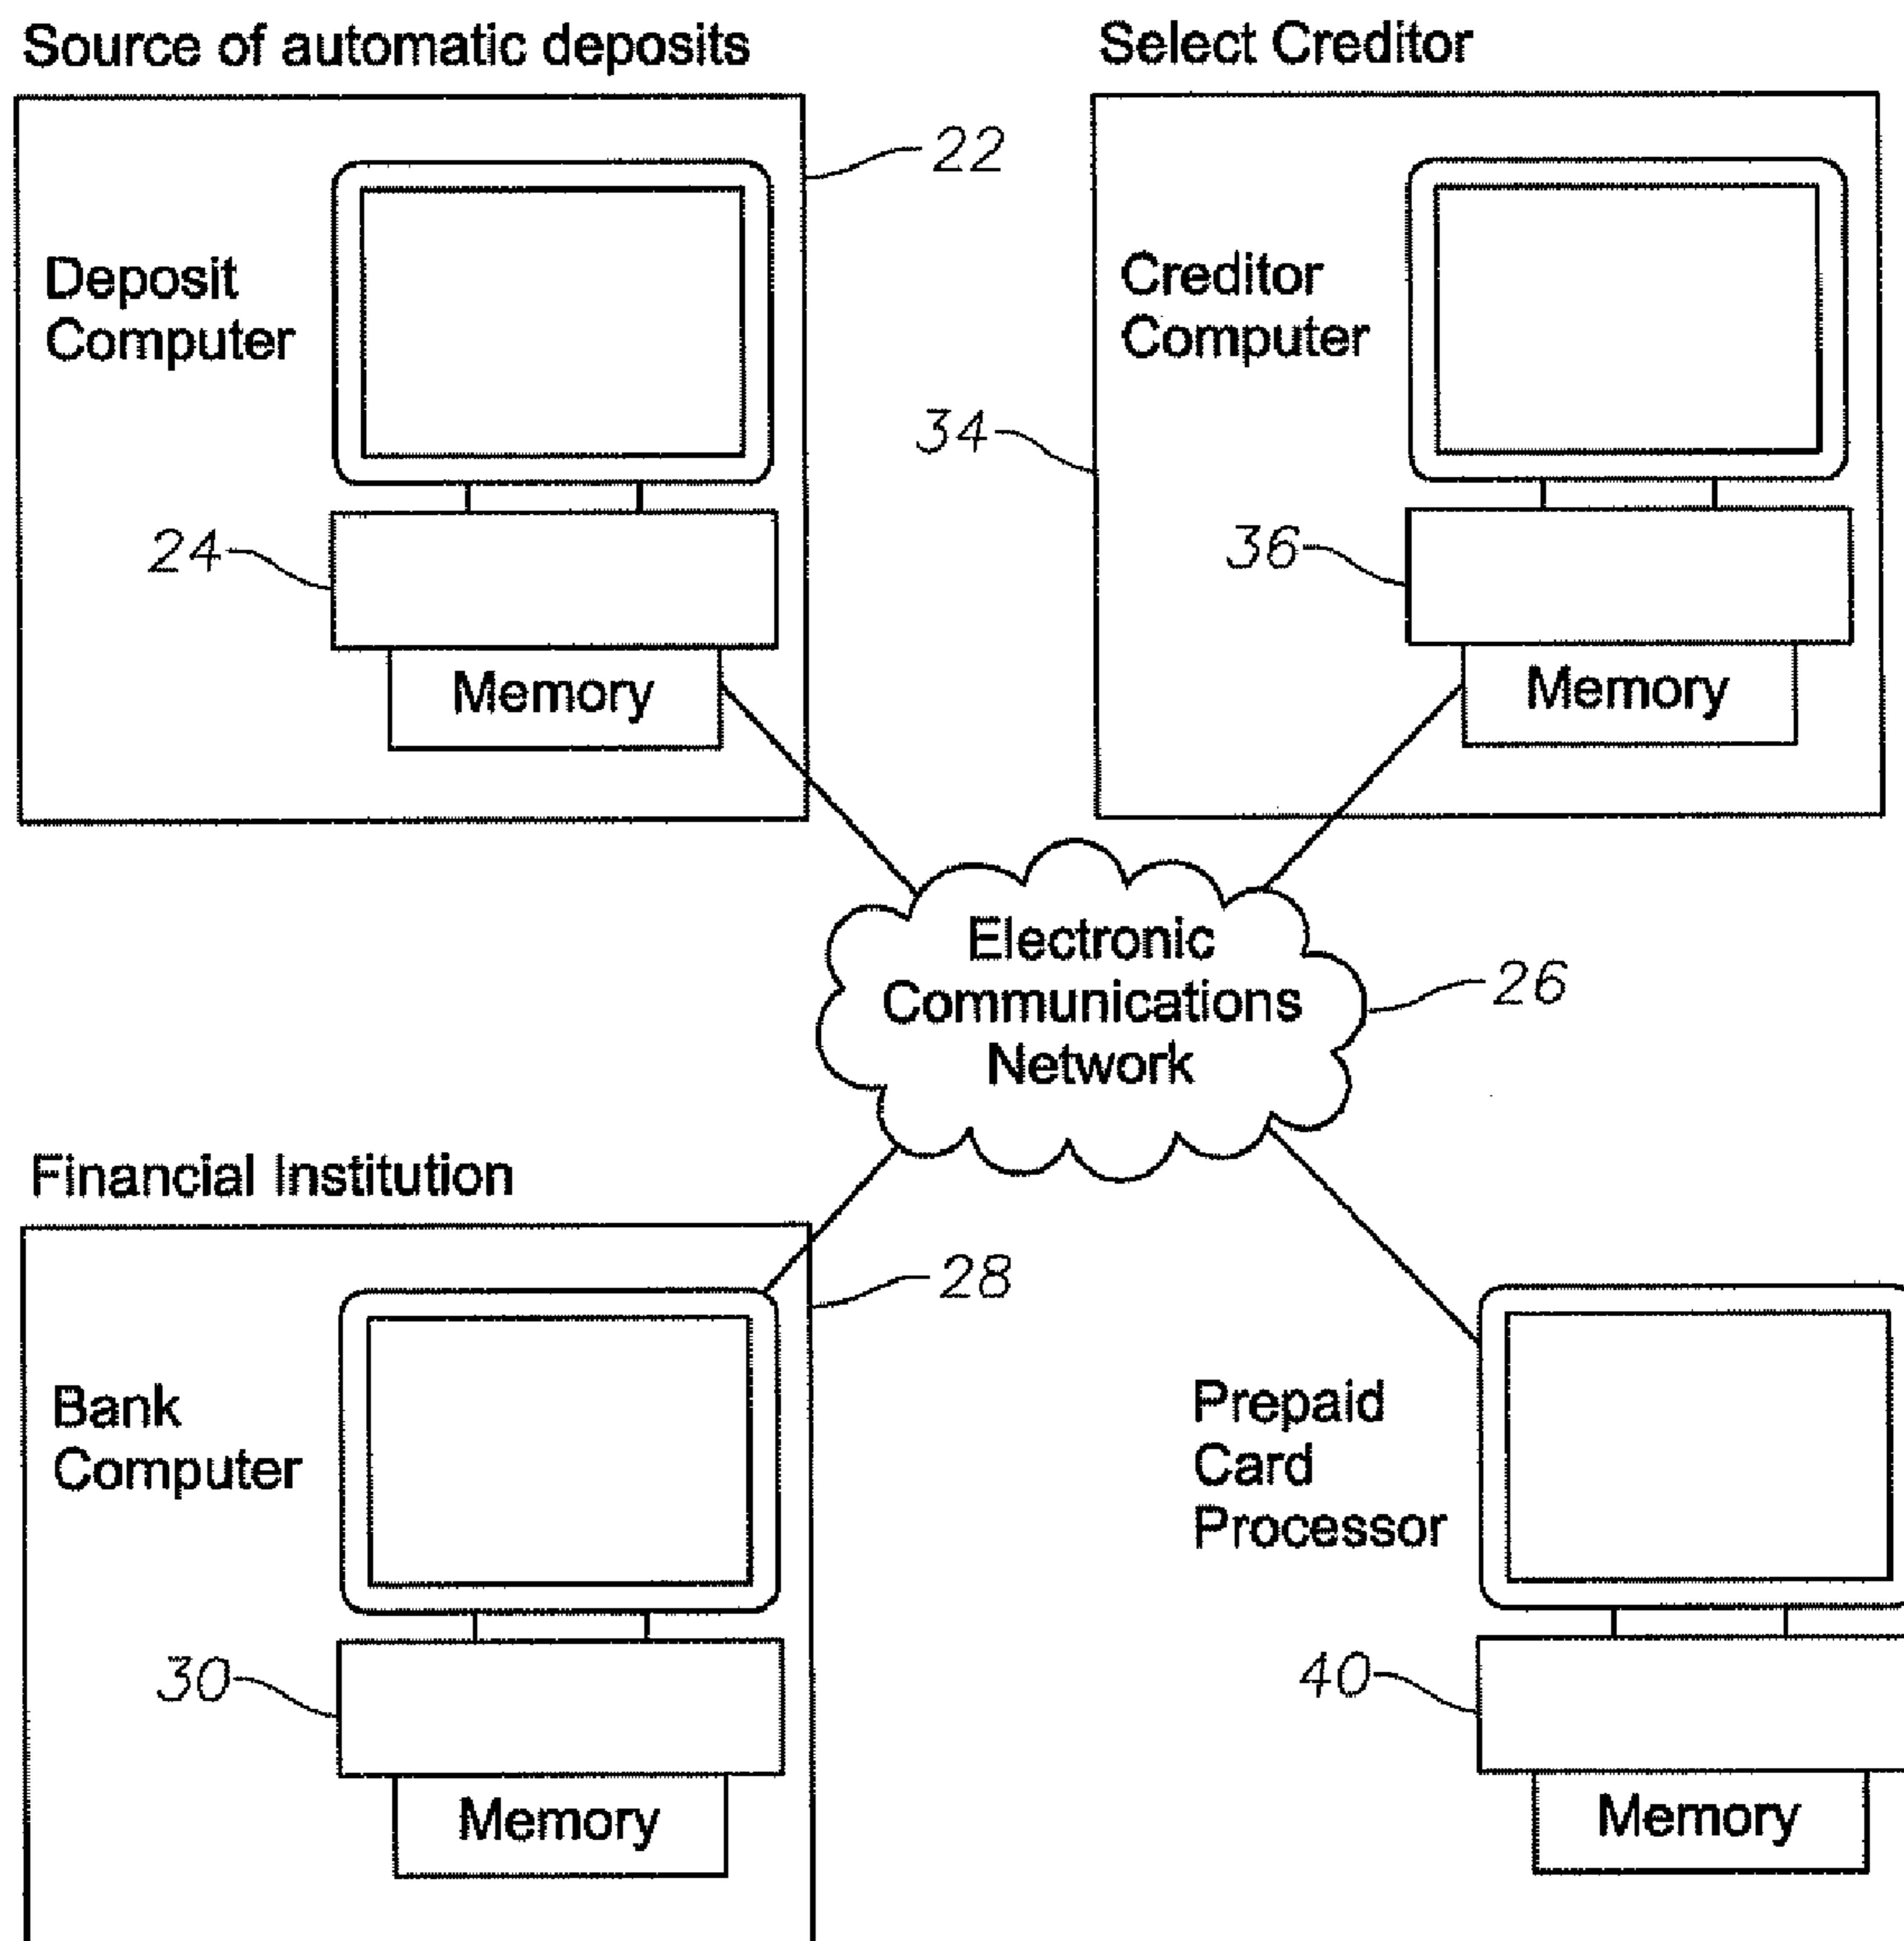 Source of automatic deposits
Select Creditor
22
Deposit
Computer
Creditor
Computer
34
24
36
Memory
Memory
Electronic
Communications
Network
26
Financial Institution
28
Bank
Computer
Prepaid
Card
Processor
30
40
Memory
Memory